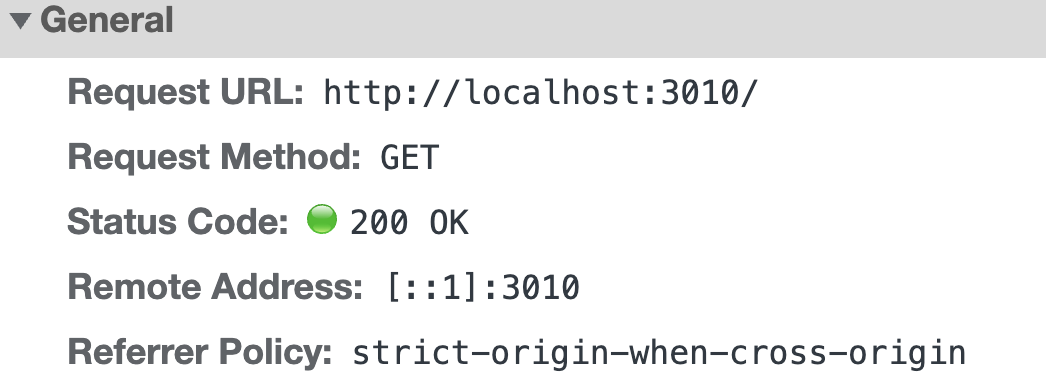 General
Request URL: http://localhost:3010/
Request Method: GET
Status Code: 200 OK
Remote Address: [::1]:3010
Referrer Policy: strict-origin-when-cross-origin